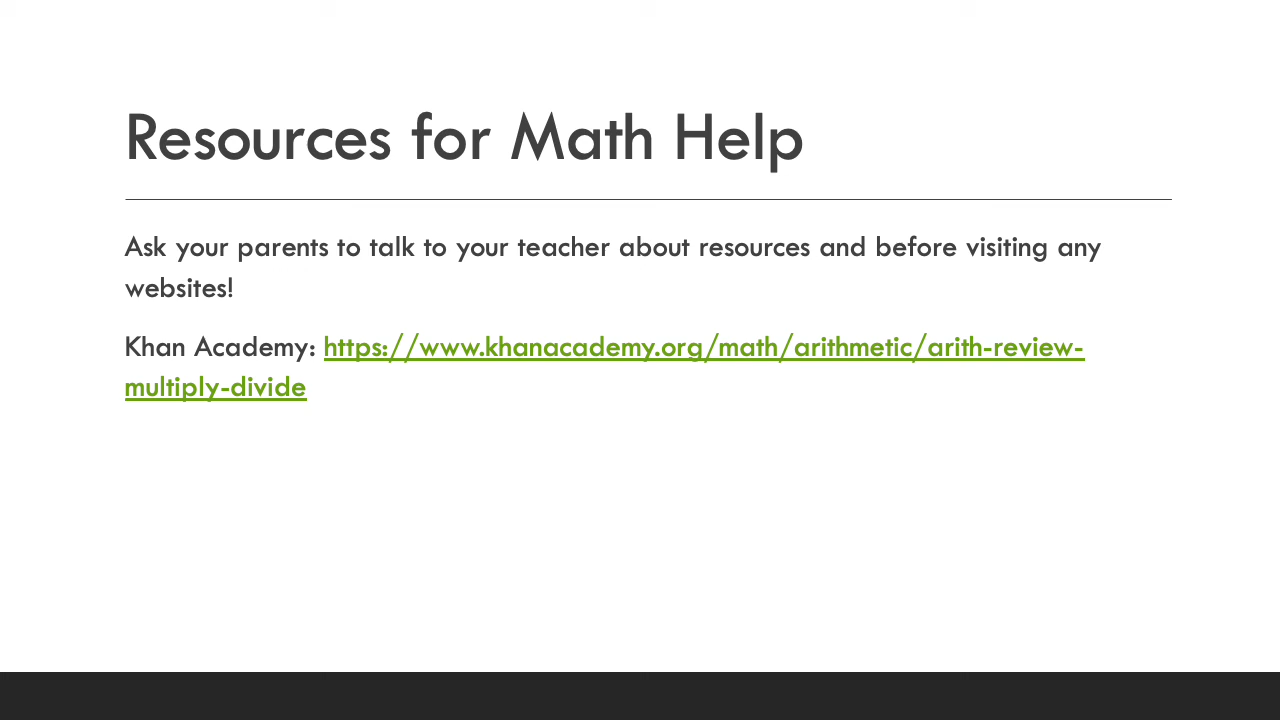 Resources for Math Help
Ask your parents to talk to your teacher about resources and before visiting any
websites!
Khan Academy: https://www.khanacademy.org/math/arithmetic/arith-review-
multiply-divide